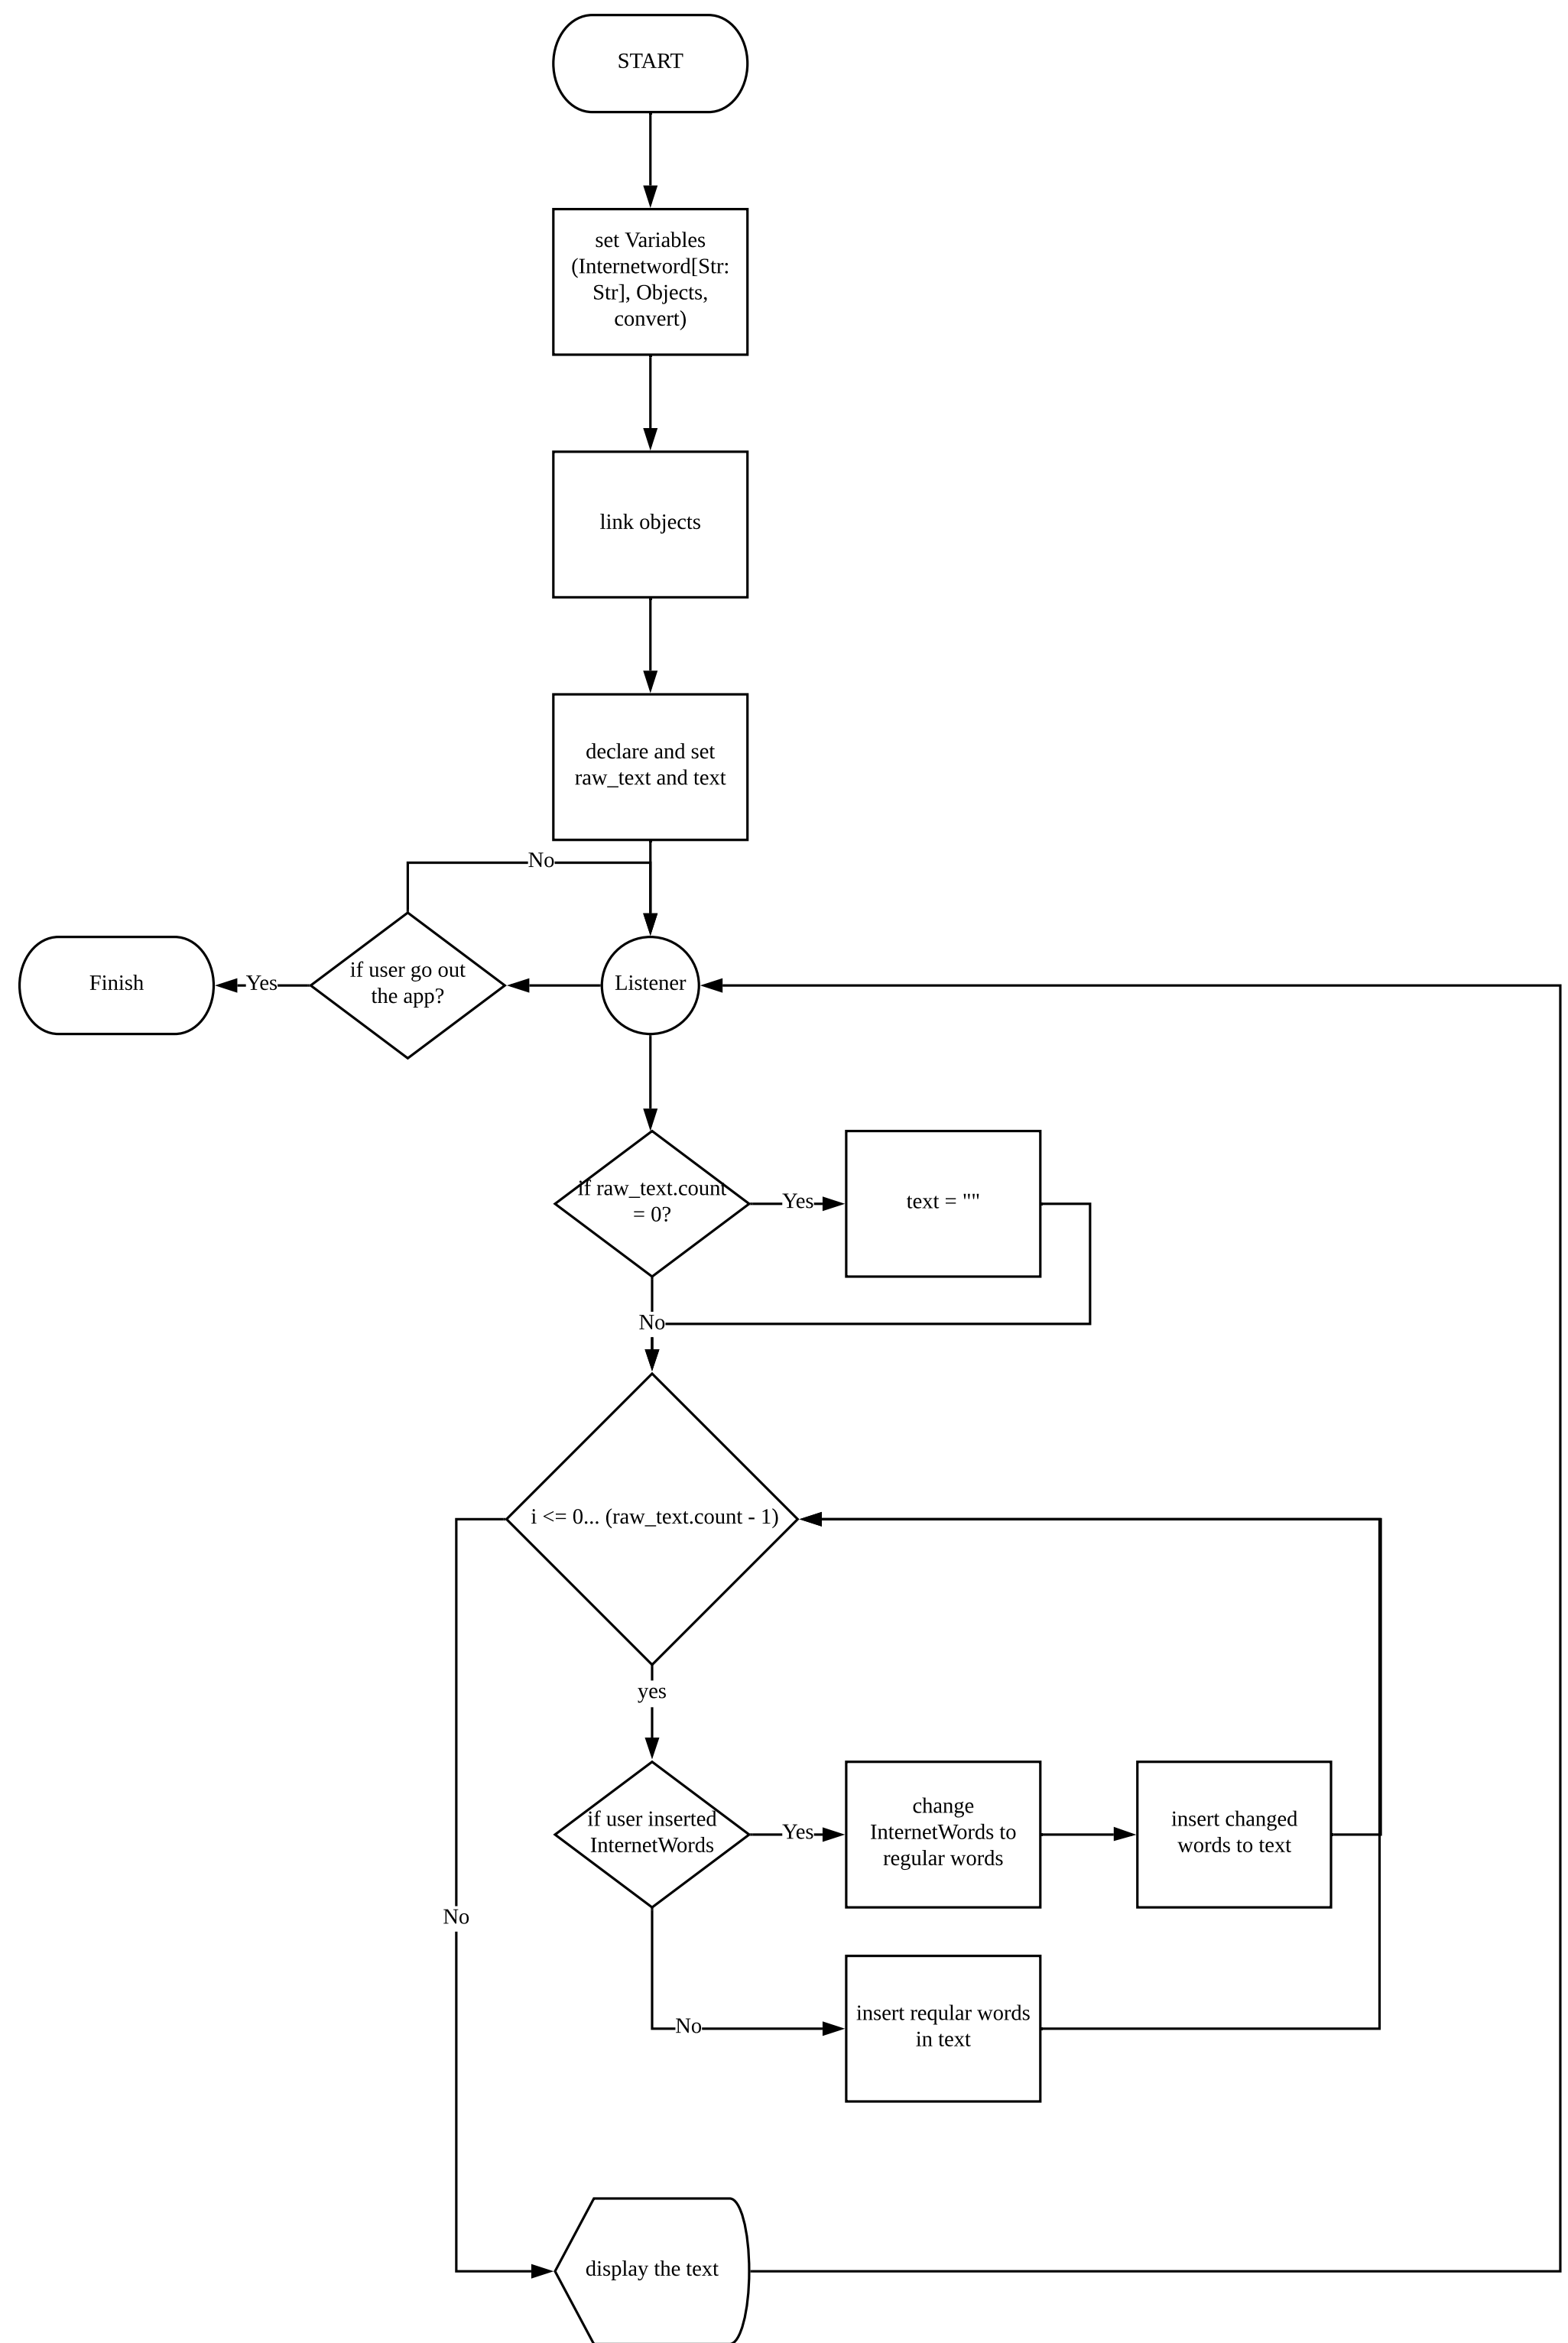 START
set Variables
(Internetword[Str:
Str], Objects,
convert)
link objects
declare and set
raw_text and text
No
Finish
Yes
if user go out
the app?
Listener
if raw_text.count
= 0?
Yes
text = ""
No
i <= 0... (raw_text.count - 1)
yes
if user inserted
InternetWords
Yes
change
InternetWords to
regular words
insert changed
words to text
No
No
insert reqular words
in text
display the text